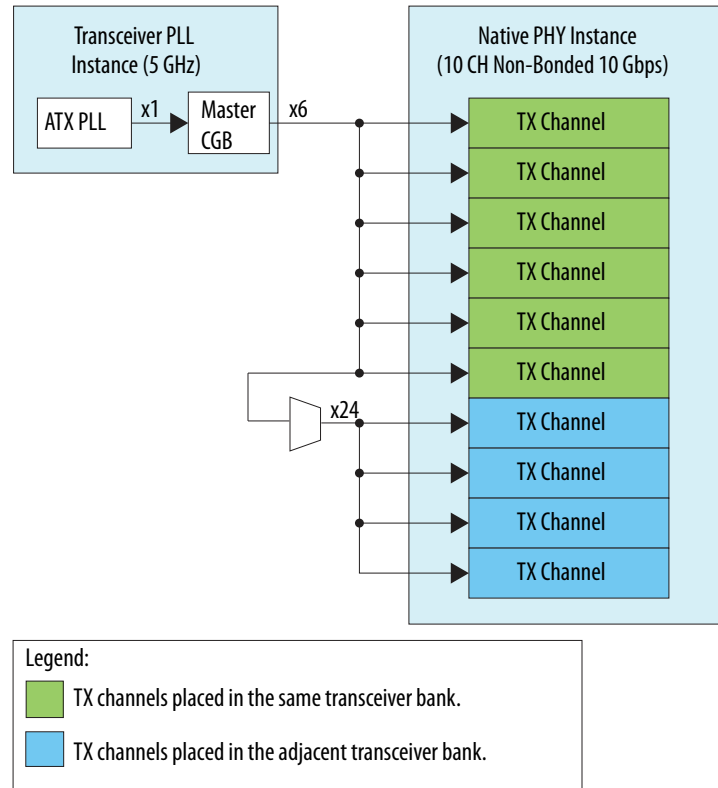 Transceiver PLL
Instance (5 GHz)
Native PHY Instance
(10 CH Non-Bonded 10 Gbps)
ATX PLL
x1
Master
CGB
x6
TX Channel
TX Channel
TX Channel
TX Channel
TX Channel
TX Channel
x24
TX Channel
TX Channel
TX Channel
TX Channel
Legend:
TX channels placed in the same transceiver bank.
TX channels placed in the adjacent transceiver bank.